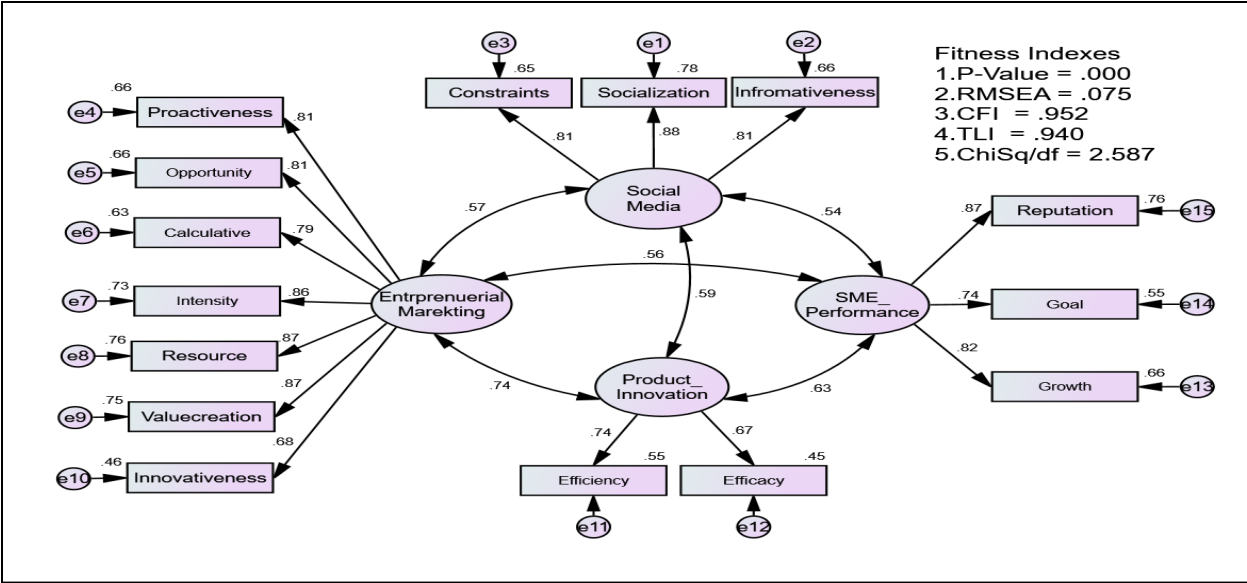 e3
e1
e2
.65
.78
.66
Constraints
Socialization
Infromativeness
.81
.88
.81
Social
Media
Fitness Indexes
1.P-Value = .000
2.RMSEA = .075
3.CFI = .952
4.TLI = .940
5.ChiSq/df = 2.587
.66
e4
Proactiveness
.81
.66
e5
Opportunity
.81
.63
e6
Calculative
.79
.73
e7
Intensity
.86
.76
e8
Resource
.87
.75
e9
Valuecreation
.87
.46
e10
Innovativeness
.68
Entrprenuerial
Marekting
.57
.54
.56
.59
.74
.63
SME_
Performance
.87
Reputation
.76
e15
.74
Goal
.55
e14
.82
Growth
.66
e13
Product_
Innovation
.74
.67
.55
.45
Efficiency
Efficacy
e11
e12